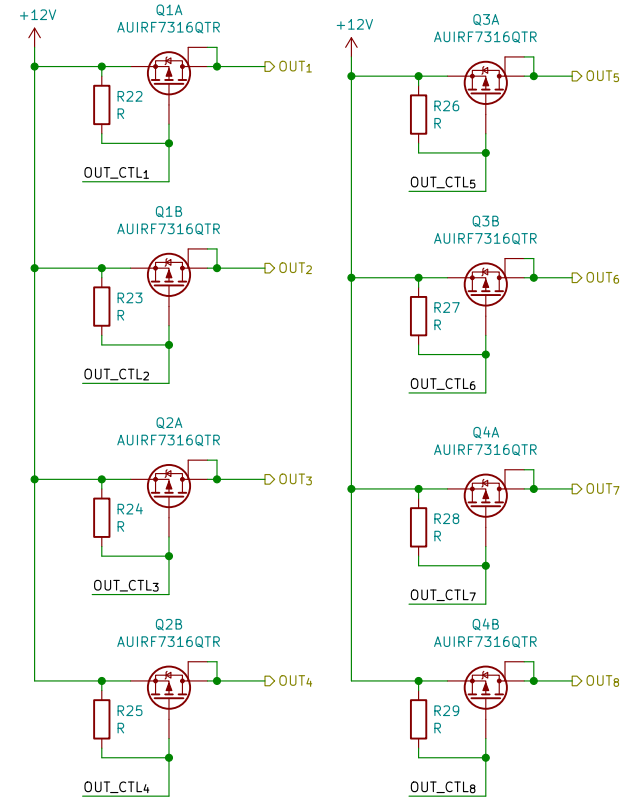 +12V
Q1A
AUIRF7316QTR
OUT1
R22
R
OUT_CTL1
Q1B
AUIRF7316QTR
OUT2
R23
R
OUT_CTL2
Q2A
AUIRF7316QTR
OUT3
R24
R
OUT_CTL3
Q2B
AUIRF7316QTR
OUT4
R25
R
OUT_CTL4
+12V
Q3A
AUIRF7316QTR
OUT5
R26
R
OUT_CTL5
Q3B
AUIRF7316QTR
OUT6
R27
R
OUT_CTL6
Q4A
AUIRF7316QTR
OUT7
R28
R
OUT_CTL7
Q4B
AUIRF7316QTR
OUT8
R29
R
OUT_CTL8